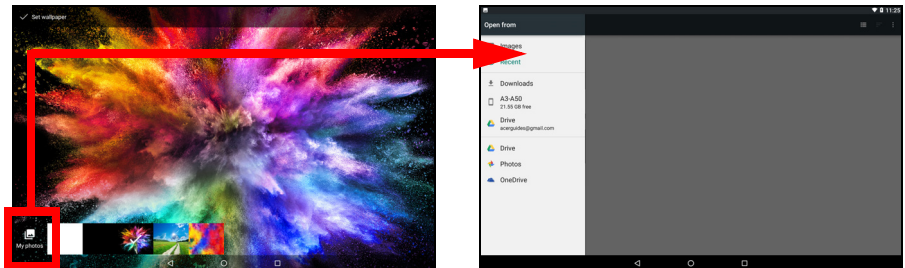 Set wallpaper
My photos
11:25
Open from
Images
Recent
Downloads
A3-A50
21.55 GB free
Drive
acerguides@gmail.com
Drive
Photos
OneDrive